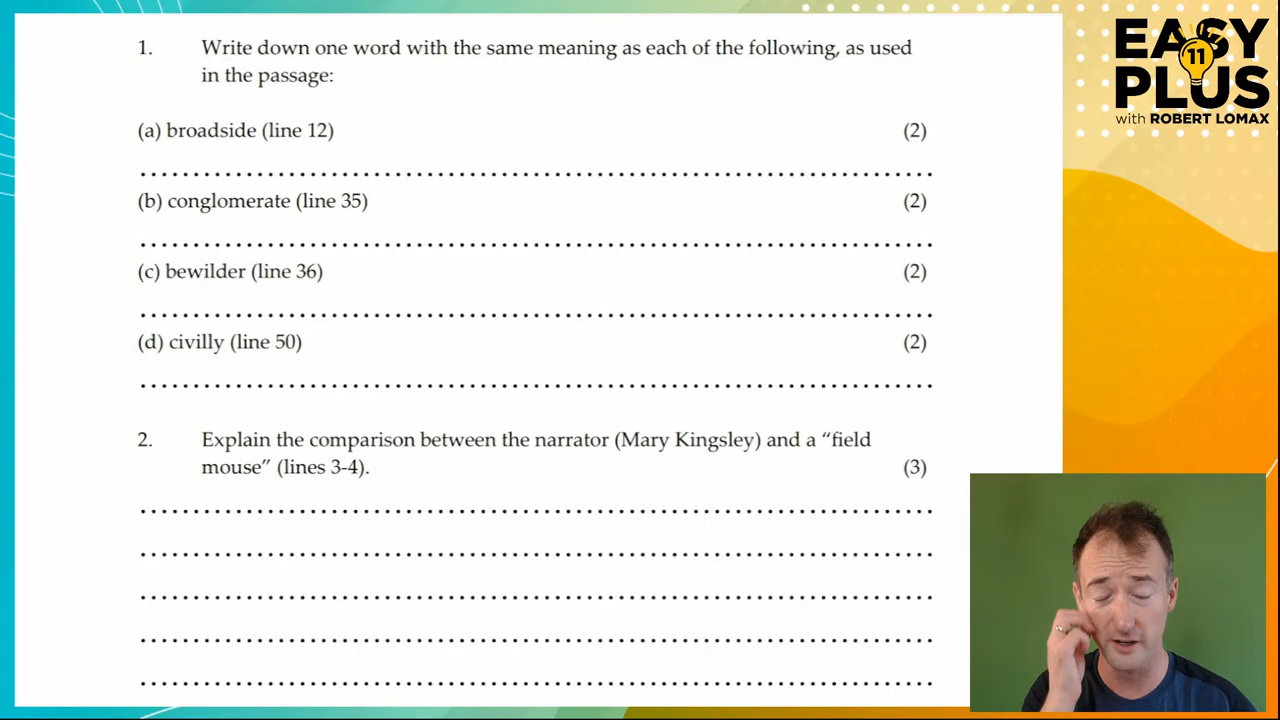 1. Write down one word with the same meaning as each of the following, as used
in the passage:
(a) broadside (line 12) (2)
(b) conglomerate (line 35) (2)
(c) bewilder (line 36) (2)
(d) civilly (line 50) (2)
2. Explain the comparison between the narrator (Mary Kingsley) and a “field
mouse” (lines 3-4). (3)
EASY
11
PLUS
with ROBERT LOMAX